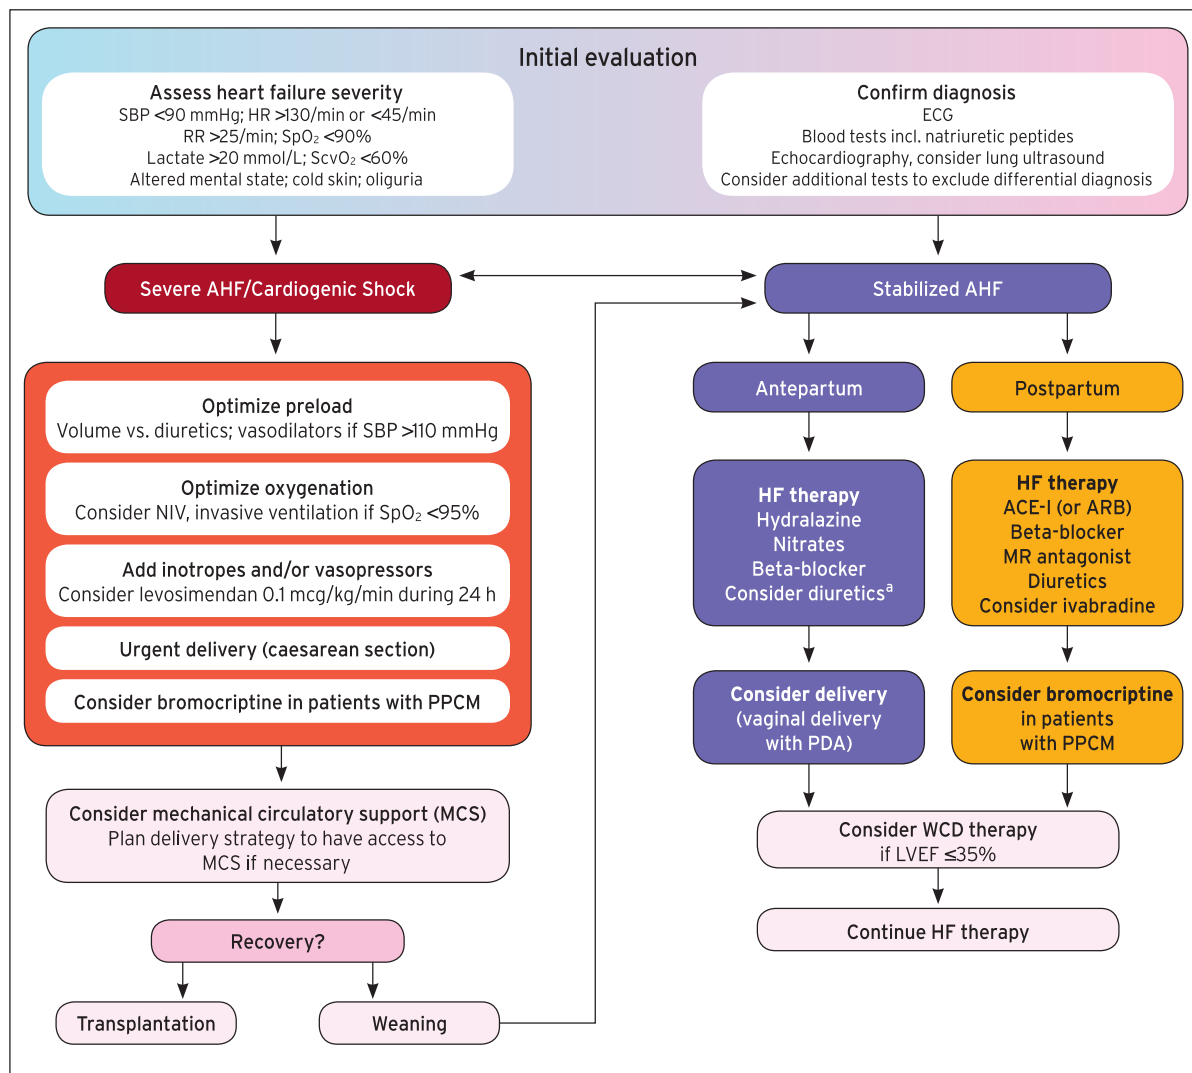 Initial evaluation
Assess heart failure severity
SBP <90 mmHg; HR >130/min or <45/min
RR >25/min; SpO₂ <90%
Lactate >20 mmol/L; ScvO₂ <60%
Altered mental state; cold skin; oliguria
Confirm diagnosis
ECG
Blood tests incl. natriuretic peptides
Echocardiography, consider lung ultrasound
Consider additional tests to exclude differential diagnosis
Severe AHF/Cardiogenic Shock
Optimize preload
Volume vs. diuretics; vasodilators if SBP >110 mmHg
Optimize oxygenation
Consider NIV, invasive ventilation if SpO₂ <95%
Add inotropes and/or vasopressors
Consider levosimendan 0.1 mcg/kg/min during 24 h
Urgent delivery (caesarean section)
Consider bromocriptine in patients with PPCM
Consider mechanical circulatory support (MCS)
Plan delivery strategy to have access to
MCS if necessary
Recovery?
Transplantation
Weaning
Stabilized AHF
Antepartum
HF therapy
Hydralazine
Nitrates
Beta-blocker
Consider diureticsᵃ
Consider delivery
(vaginal delivery
with PDA)
Postpartum
HF therapy
ACE-I (or ARB)
Beta-blocker
MR antagonist
Diuretics
Consider ivabradine
Consider bromocriptine
in patients
with PPCM
Consider WCD therapy
if LVEF ≤35%
Continue HF therapy